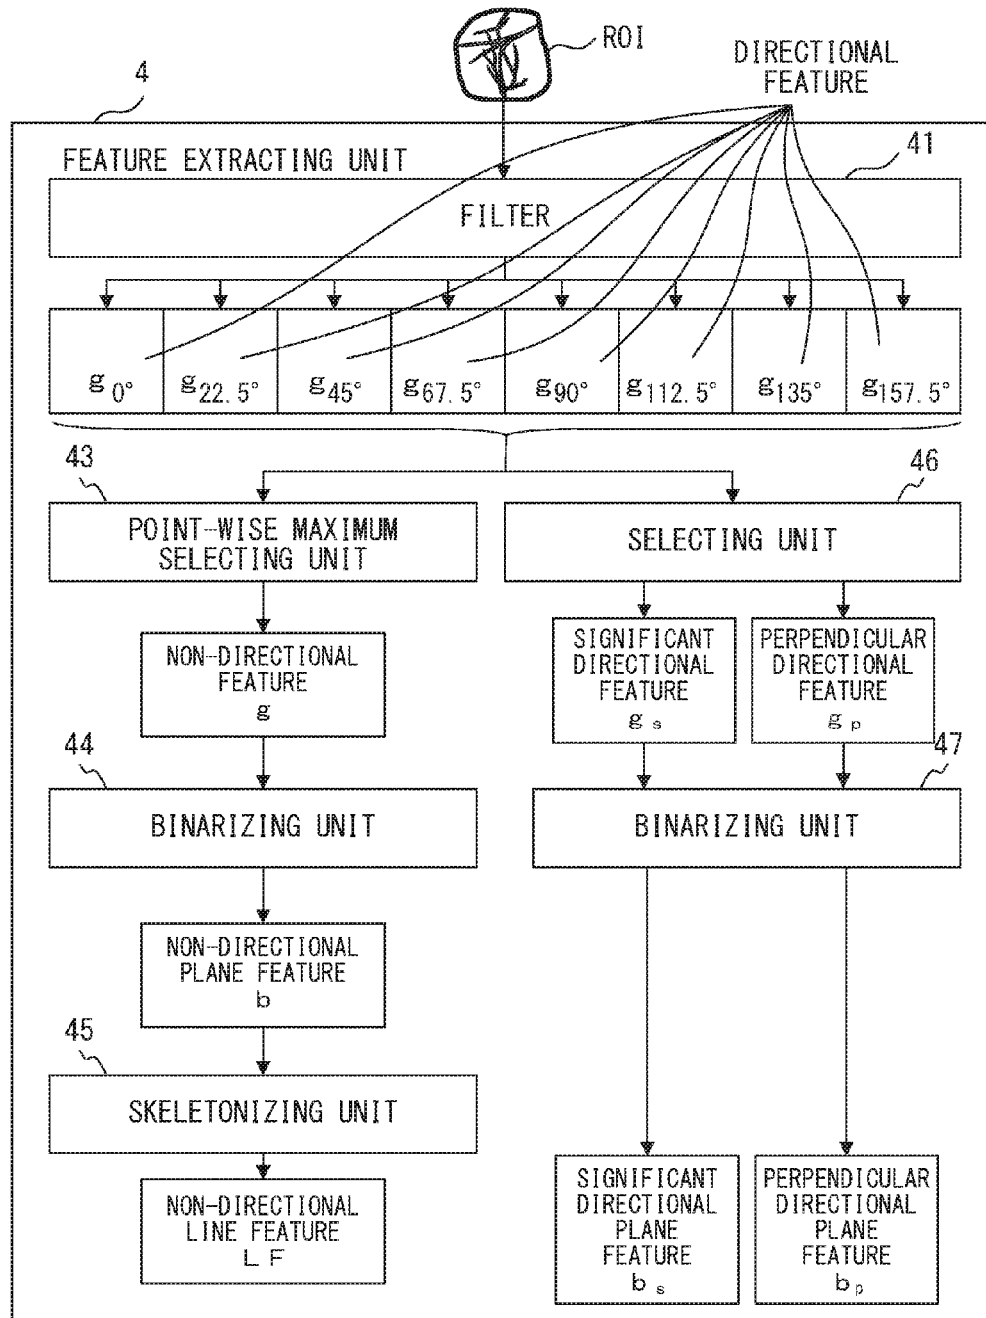 ROI
DIRECTIONAL
FEATURE
4
FEATURE EXTRACTING UNIT
41
FILTER
g0°
g22.5°
g45°
g67.5°
g90°
g112.5°
g135°
g157.5°
43
46
POINT-WISE MAXIMUM
SELECTING UNIT
SELECTING UNIT
NON-DIRECTIONAL
FEATURE
g
SIGNIFICANT
DIRECTIONAL
FEATURE
gs
PERPENDICULAR
DIRECTIONAL
FEATURE
gp
44
47
BINARIZING UNIT
BINARIZING UNIT
NON-DIRECTIONAL
PLANE FEATURE
b
45
SKELETONIZING UNIT
NON-DIRECTIONAL
LINE FEATURE
LF
SIGNIFICANT
DIRECTIONAL
PLANE
FEATURE
bs
PERPENDICULAR
DIRECTIONAL
PLANE
FEATURE
bp